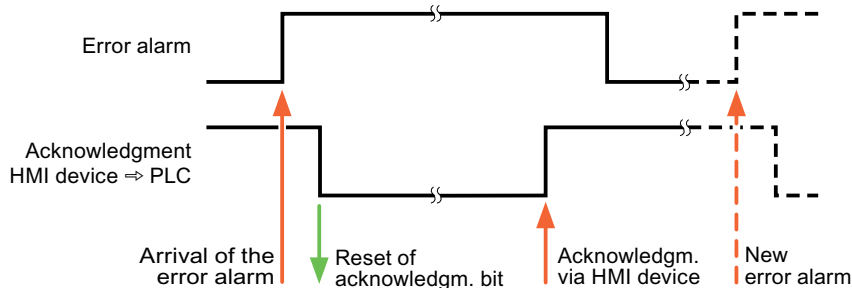 Error alarm
Acknowledgment
HMI device ⇨ PLC
Arrival of the
error alarm
Reset of
acknowledgm. bit
Acknowledgm.
via HMI device
New
error alarm